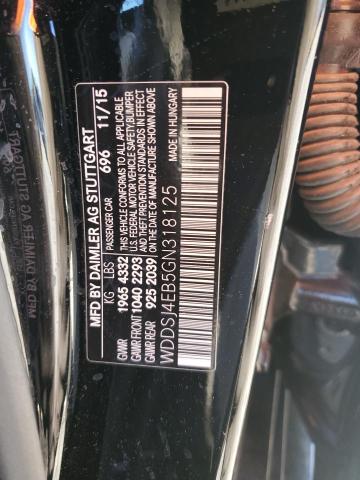 MFD BY DAIMLER AG STUTTGART
KG LBS PASSENGER CAR 696 11/15
GVWR 1965 4332 THIS VEHICLE CONFORMS TO ALL APPLICABLE
GAWR FRONT 1040 2293 U.S. FEDERAL MOTOR VEHICLE SAFETY, BUMPER
GAWR REAR 925 2039 AND THEFT PREVENTION STANDARDS IN EFFECT
ON DATE OF MANUFACTURE SHOWN ABOVE.
WDDSJ4EB5GN318125
MADE IN HUNGARY